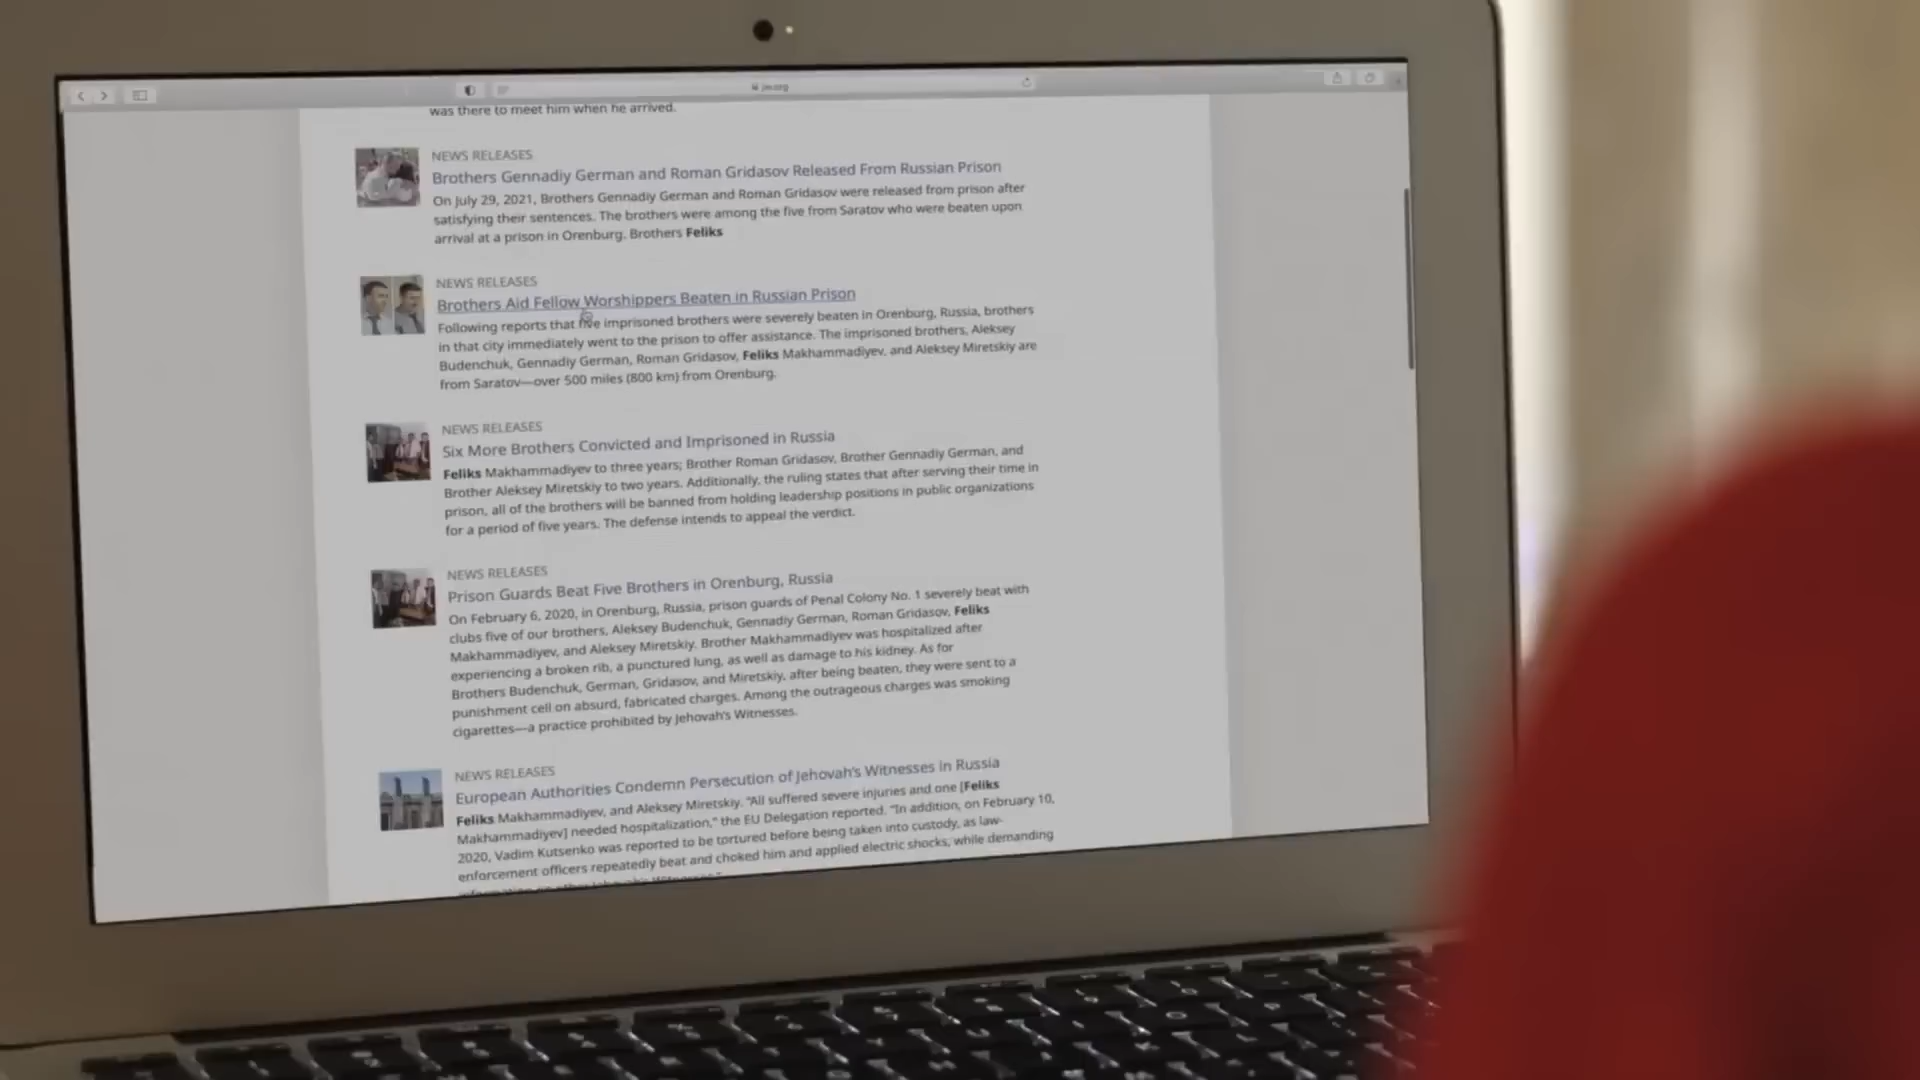 jw.org
was there to meet him when he arrived.
NEWS RELEASES
Brothers Gennadiy German and Roman Gridasov Released From Russian Prison
On July 29, 2021, Brothers Gennadiy German and Roman Gridasov were released from prison after
satisfying their sentences. The brothers were among the five from Saratov who were beaten upon
arrival at a prison in Orenburg. Brothers Feliks
NEWS RELEASES
Brothers Aid Fellow Worshippers Beaten in Russian Prison
Following reports that five imprisoned brothers were severely beaten in Orenburg, Russia, brothers
in that city immediately went to the prison to offer assistance. The imprisoned brothers, Aleksey
Budenchuk, Gennadiy German, Roman Gridasov, Feliks Makhammadiyev, and Aleksey Miretskiy are
from Saratov—over 500 miles (800 km) from Orenburg.
NEWS RELEASES
Six More Brothers Convicted and Imprisoned in Russia
Feliks Makhammadiyev to three years; Brother Roman Gridasov, Brother Gennadiy German, and
Brother Aleksey Miretskiy to two years. Additionally, the ruling states that after serving their time in
prison, all of the brothers will be banned from holding leadership positions in public organizations
for a period of five years. The defense intends to appeal the verdict.
NEWS RELEASES
Prison Guards Beat Five Brothers in Orenburg, Russia
On February 6, 2020, in Orenburg, Russia, prison guards of Penal Colony No. 1 severely beat with
clubs five of our brothers, Aleksey Budenchuk, Gennadiy German, Roman Gridasov, Feliks
Makhammadiyev, and Aleksey Miretskiy. Brother Makhammadiyev was hospitalized after
experiencing a broken rib, a punctured lung, as well as damage to his kidney. As for
Brothers Budenchuk, German, Gridasov, and Miretskiy, after being beaten, they were sent to a
punishment cell on absurd, fabricated charges. Among the outrageous charges was smoking
cigarettes—a practice prohibited by Jehovah's Witnesses.
NEWS RELEASES
European Authorities Condemn Persecution of Jehovah's Witnesses in Russia
Feliks Makhammadiyev, and Aleksey Miretskiy. "All suffered severe injuries and one [Feliks
Makhammadiyev] needed hospitalization," the EU Delegation reported. "In addition, on February 10,
2020, Vadim Kutsenko was reported to be tortured before being taken into custody, as law-
enforcement officers repeatedly beat and choked him and applied electric shocks, while demanding